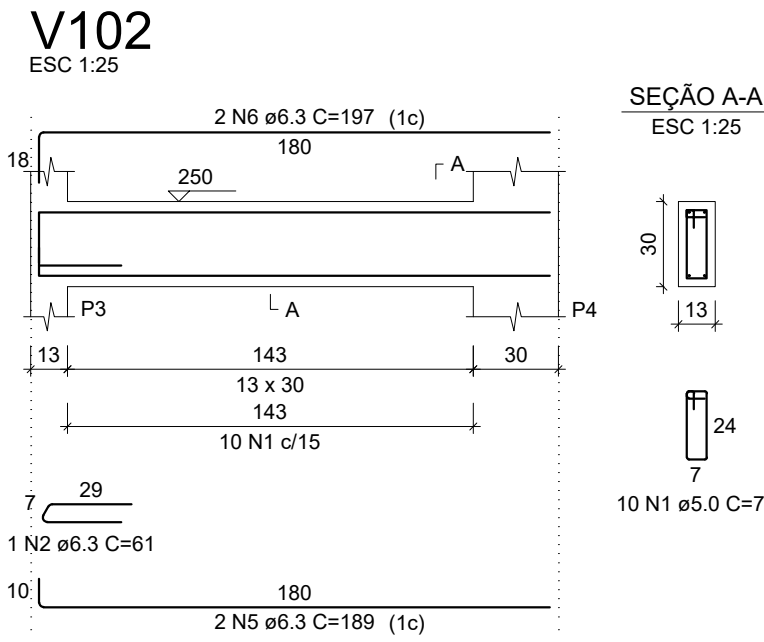 V102
ESC 1:25
SEÇÃO A-A
ESC 1:25
2 N6 ø6.3 C=197 (1c)
180
18
A
250
30
13
P3
A
P4
13
143
30
13 x 30
143
10 N1 c/15
24
7
10 N1 ø5.0 C=7
7
29
1 N2 ø6.3 C=61
10
180
2 N5 ø6.3 C=189 (1c)